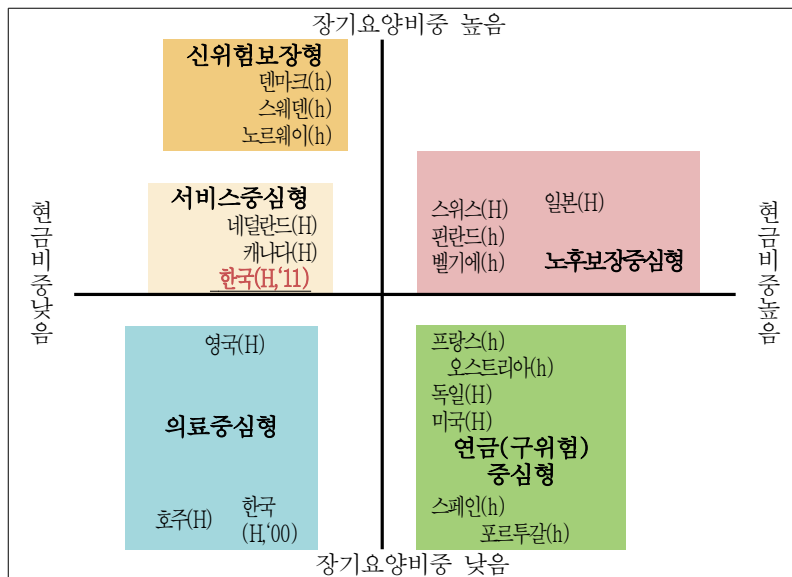 장기요양비중 높음
신위험보장형
덴마크(h)
스웨덴(h)
노르웨이(h)
서비스중심형
네덜란드(H)
캐나다(H)
한국(H,‘11)
스위스(H)
일본(H)
핀란드(h)
벨기에(h)
노후보장중심형
현금비중낮음
현금비중높음
영국(H)
의료중심형
호주(H)
한국
(H,‘00)
프랑스(h)
오스트리아(h)
독일(H)
미국(H)
연금(구위험)
중심형
스페인(h)
포르투갈(h)
장기요양비중 낮음